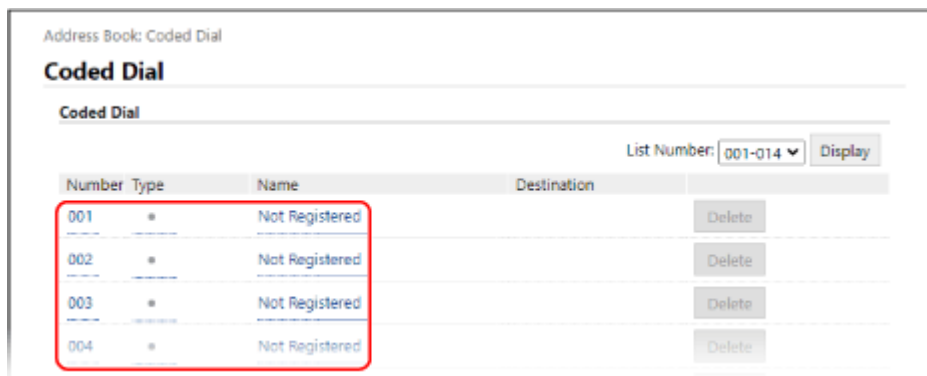 Address Book: Coded Dial
Coded Dial
Coded Dial
List Number: 001-014 Display
Number Type Name Destination
001 Not Registered Delete
002 Not Registered Delete
003 Not Registered Delete
004 Not Registered Delete